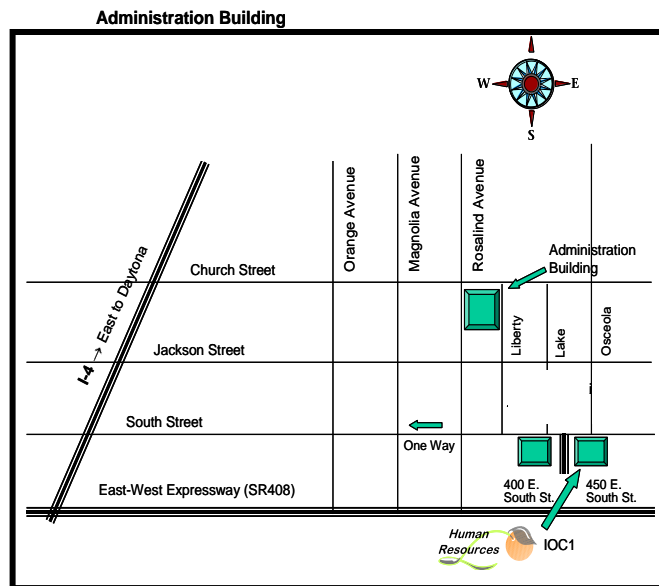 Administration Building
W
E
S
Orange Avenue
Magnolia Avenue
Rosalind Avenue
Administration
Building
Church Street
I-4 → East to Daytona
Liberty
Lake
Osceola
Jackson Street
i
South Street
One Way
400 E.
South St.
450 E.
South St.
East-West Expressway (SR408)
Human
Resources
IOC1